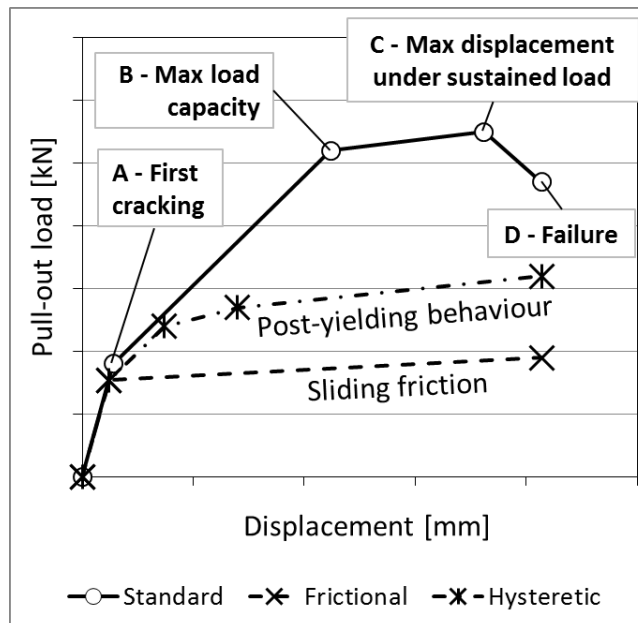 C - Max displacement
under sustained load
B - Max load
capacity
A - First
cracking
D - Failure
Post-yielding behaviour
Sliding friction
Pull-out load [kN]
Displacement [mm]
Standard
Frictional
Hysteretic